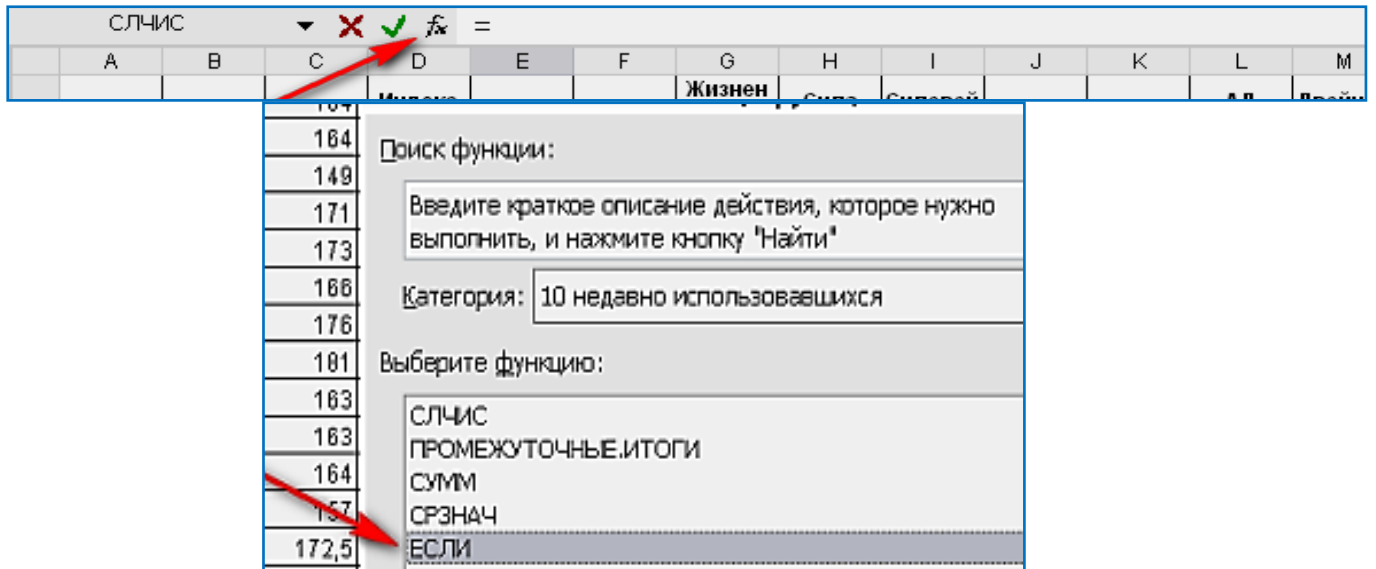 СЛЧИС fx =
A B C D E F G H I J K L M
Жизнен
164
149
171
173
166
176
181
163
163
164
157
172,5
Поиск функции:
Введите краткое описание действия, которое нужно
выполнить, и нажмите кнопку "Найти"
Категория: 10 недавно использовавшихся
Выберите функцию:
СЛЧИС
ПРОМЕЖУТОЧНЫЕ.ИТОГИ
СУММ
СРЗНАЧ
ЕСЛИ